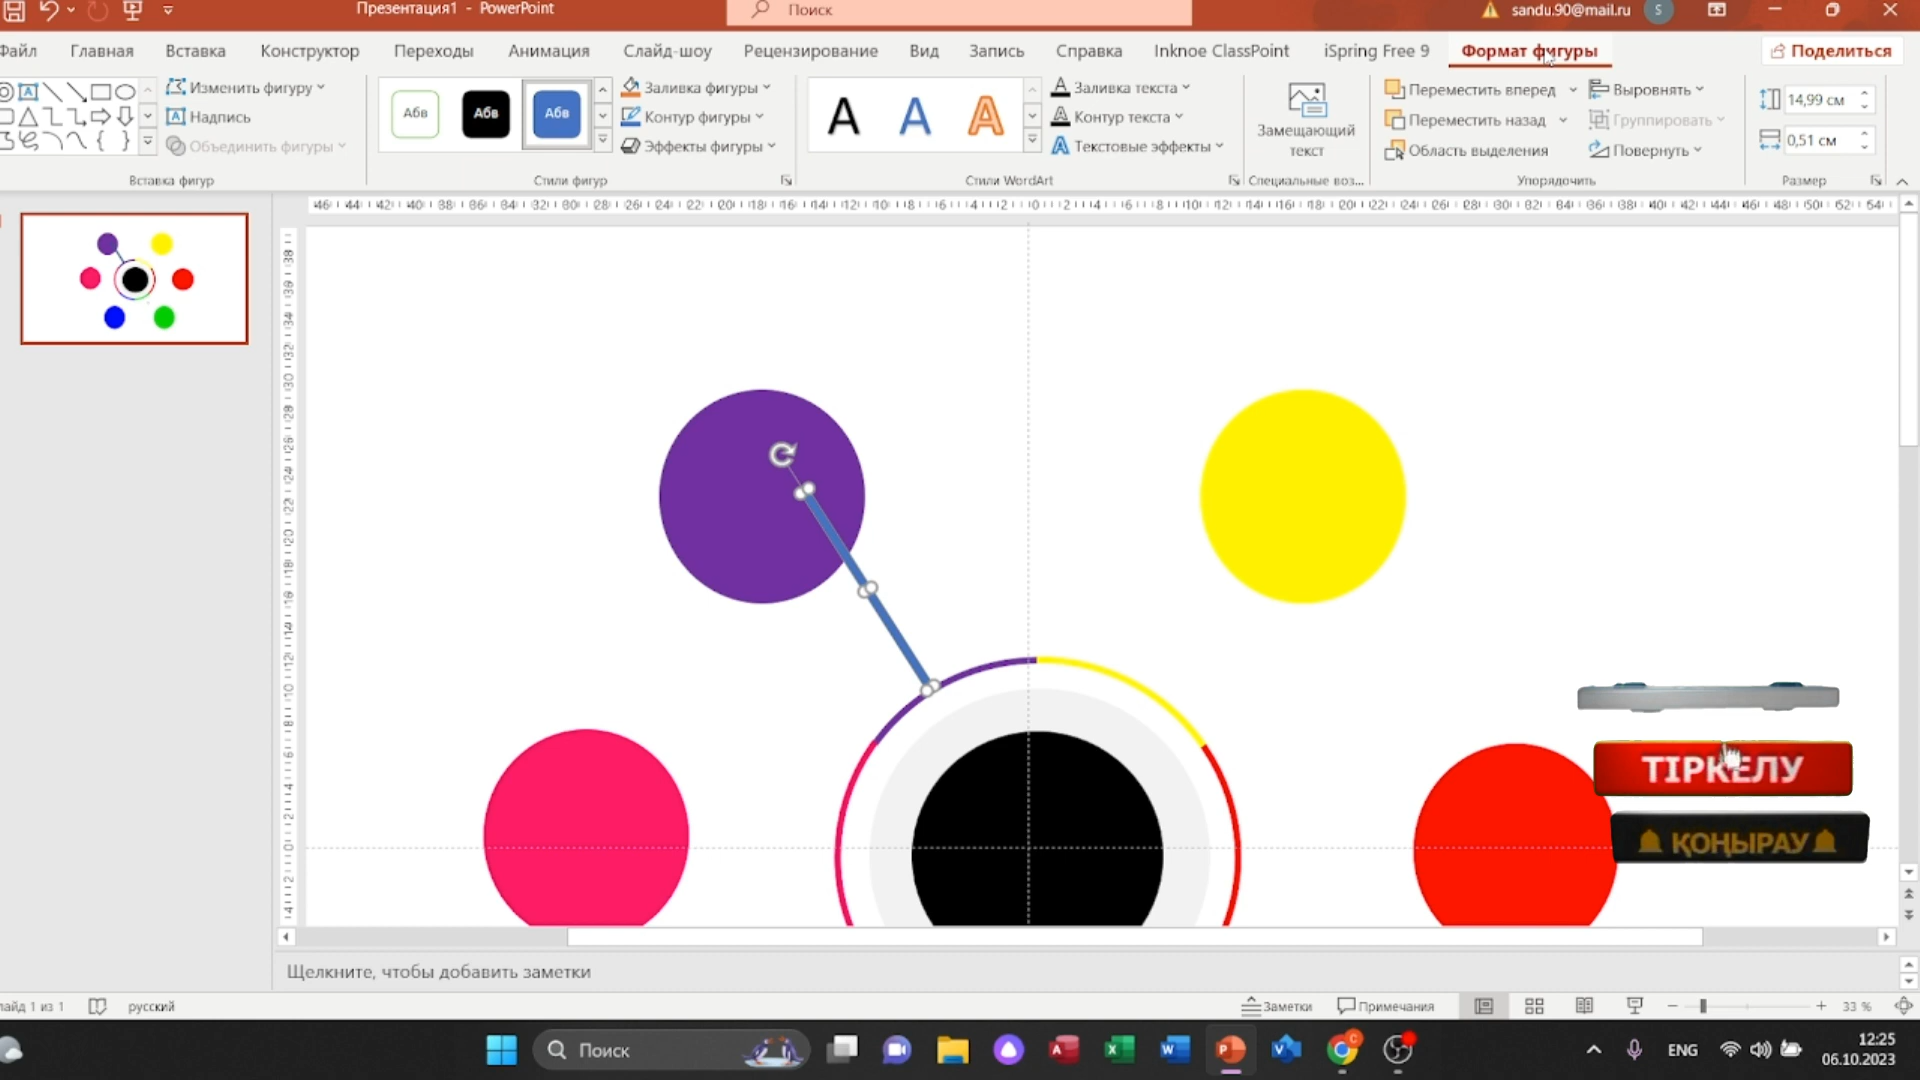 Презентация1 - PowerPoint
Поиск
sandu.90@mail.ru
S
Файл Главная Вставка Конструктор Переходы Анимация Слайд-шоу Рецензирование Вид Запись Справка Inknoe ClassPoint iSpring Free 9 Формат фигуры
Поделиться
Изменить фигуру
Надпись
Объединить фигуры
Вставка фигур
Абв Абв Абв
Заливка фигуры
Контур фигуры
Эффекты фигуры
Стили фигур
A A A
Заливка текста
Контур текста
Текстовые эффекты
Стили WordArt
Замещающий
текст
Специальные воз...
Переместить вперед
Переместить назад
Область выделения
Выровнять
Группировать
Повернуть
Упорядочить
14,99 см
0,51 см
Размер
ТІРКЕЛУ
ҚОҢЫРАУ
Щелкните, чтобы добавить заметки
лайд 1 из 1
русский
Заметки
Примечания
33 %
Поиск
ENG
12:25
06.10.2023